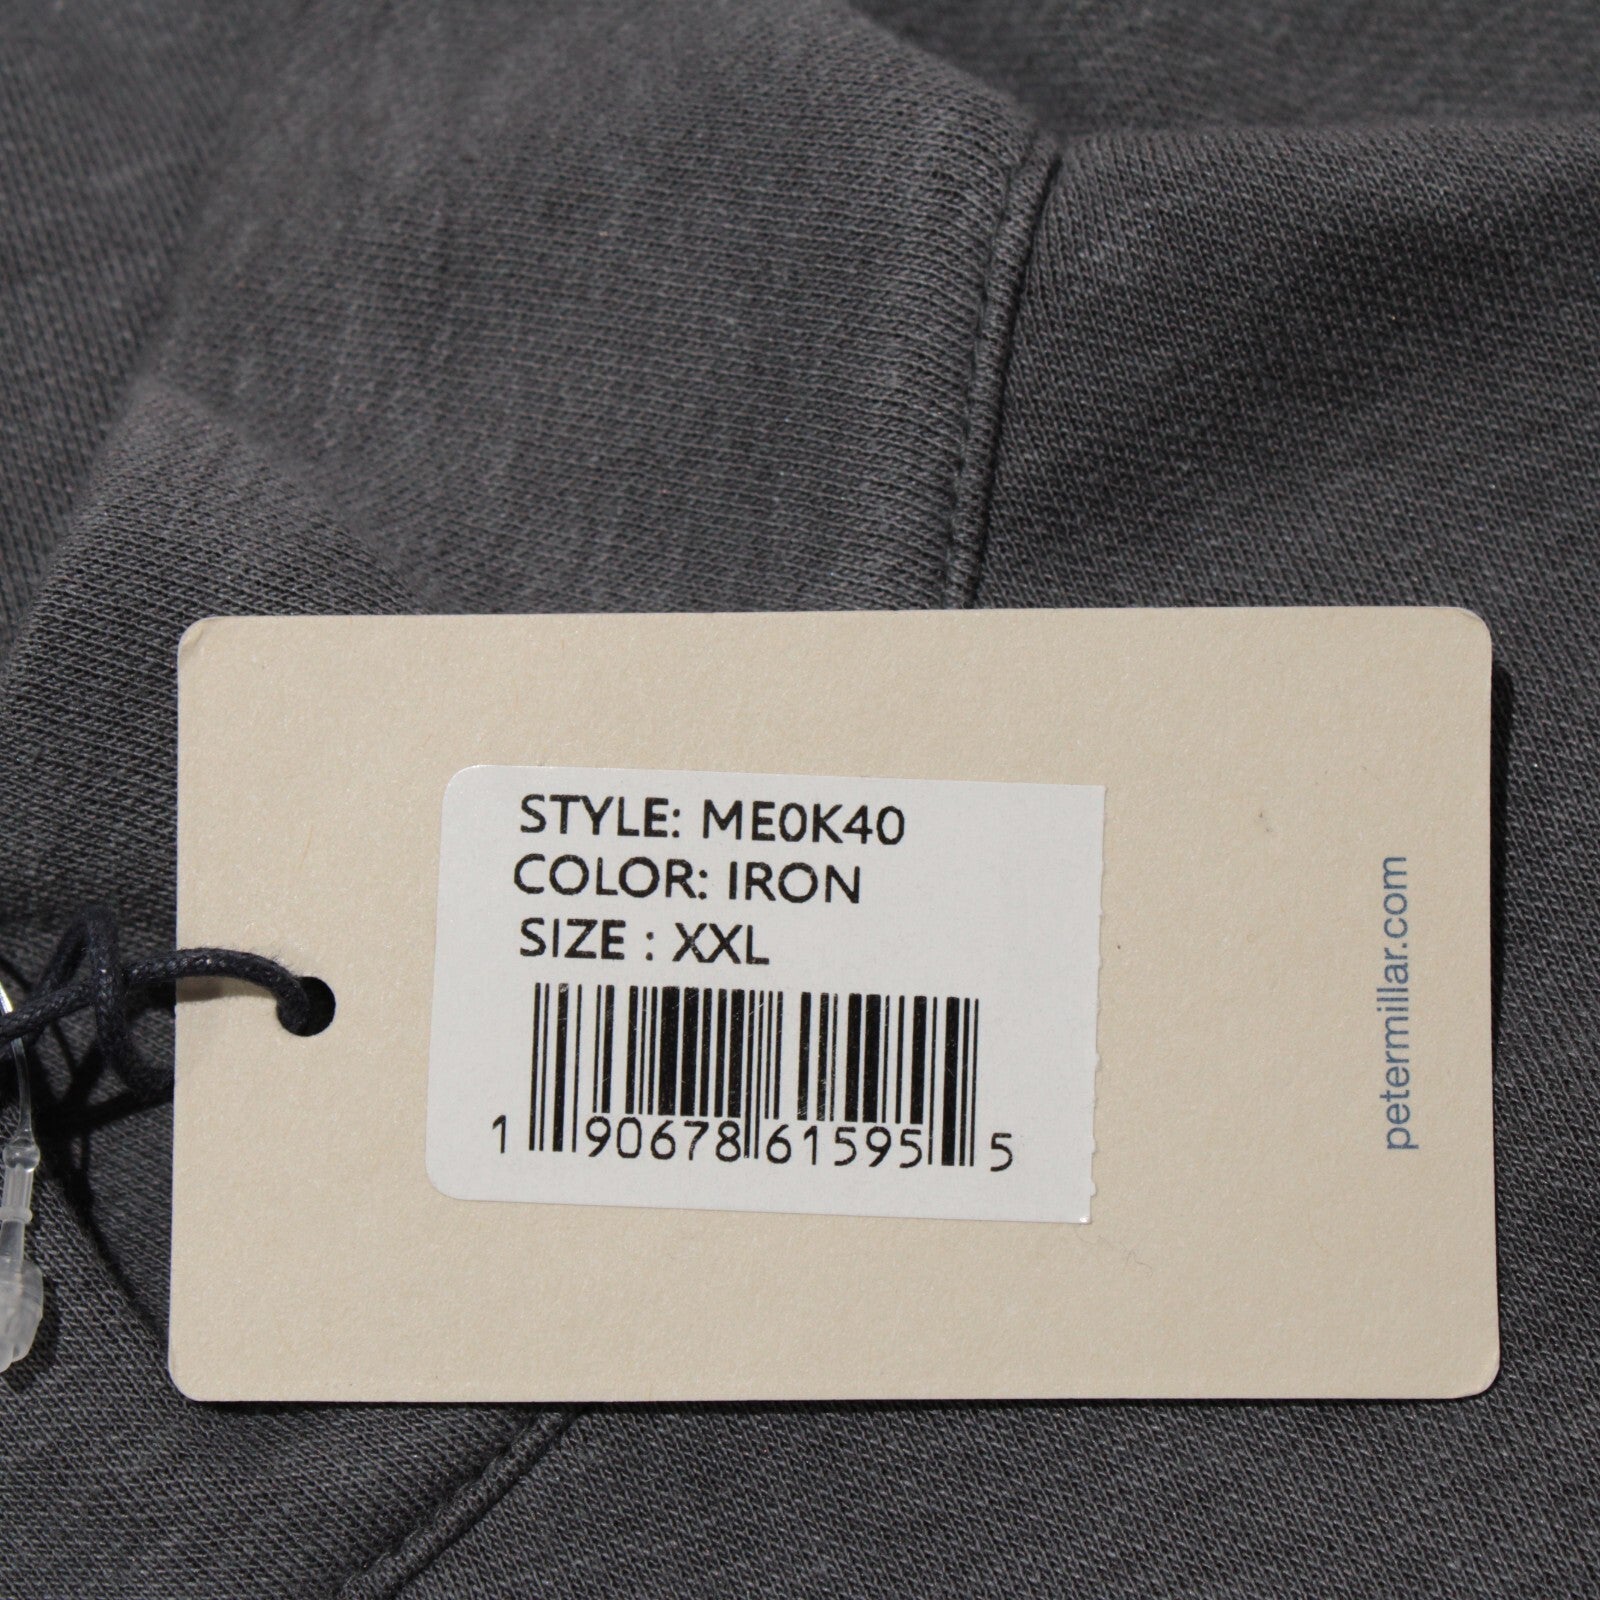 STYLE: ME0K40
COLOR: IRON
SIZE : XXL
1 90678 61595 5
petermillar.com